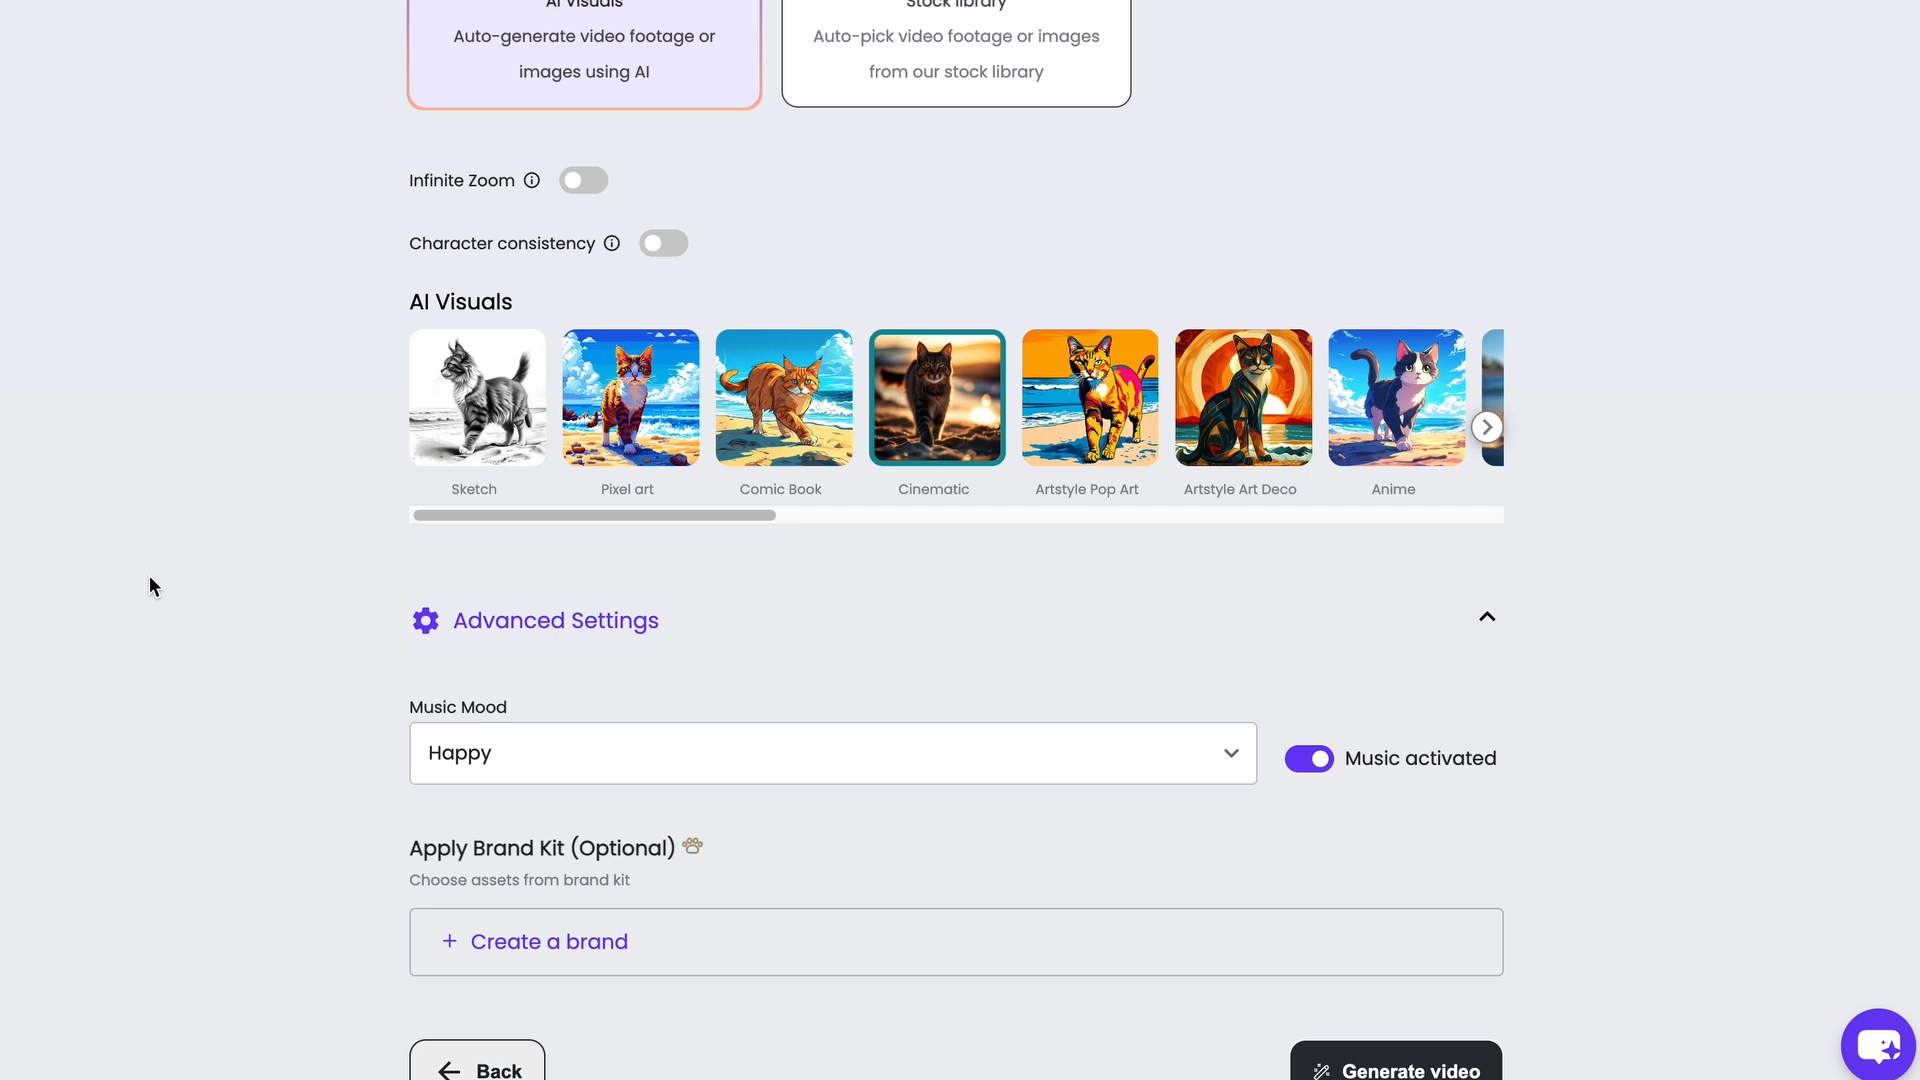 AI Visuals
Auto-generate video footage or
images using AI
Stock library
Auto-pick video footage or images
from our stock library
Infinite Zoom
Character consistency
AI Visuals
Sketch
Pixel art
Comic Book
Cinematic
Artstyle Pop Art
Artstyle Art Deco
Anime
Advanced Settings
Music Mood
Happy
Music activated
Apply Brand Kit (Optional)
Choose assets from brand kit
+ Create a brand
Back
Generate video